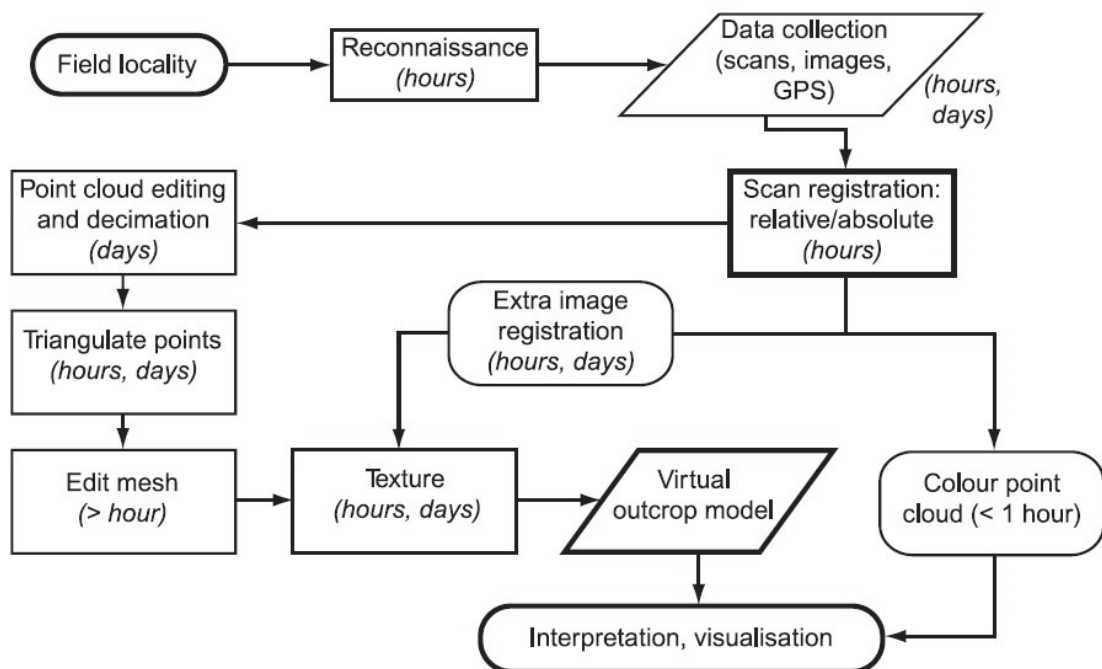 Field locality
Reconnaissance
(hours)
Data collection
(scans, images,
GPS)
(hours,
days)
Point cloud editing
and decimation
(days)
Scan registration:
relative/absolute
(hours)
Extra image
registration
(hours, days)
Triangulate points
(hours, days)
Edit mesh
(> hour)
Texture
(hours, days)
Virtual
outcrop model
Colour point
cloud (< 1 hour)
Interpretation, visualisation